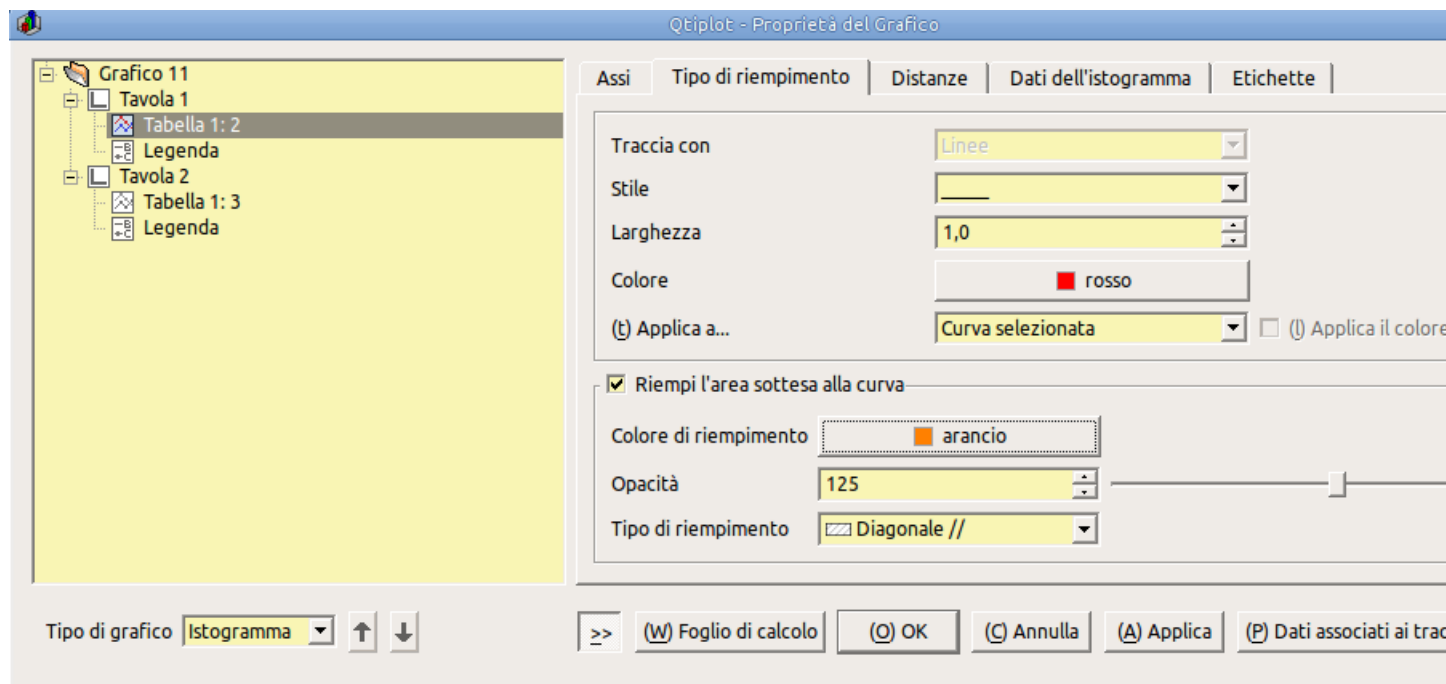 Qtiplot - Proprietà del Grafico
Grafico 11
Tavola 1
Tabella 1: 2
Legenda
Tavola 2
Tabella 1: 3
Legenda
Tipo di grafico Istogramma
Assi Tipo di riempimento Distanze Dati dell'istogramma Etichette
Traccia con Linee
Stile
Larghezza 1,0
Colore rosso
(t) Applica a... Curva selezionata (l) Applica il colore
Riempi l'area sottesa alla curva
Colore di riempimento arancio
Opacità 125
Tipo di riempimento Diagonale //
>> (W) Foglio di calcolo (O) OK (C) Annulla (A) Applica (P) Dati associati ai trac